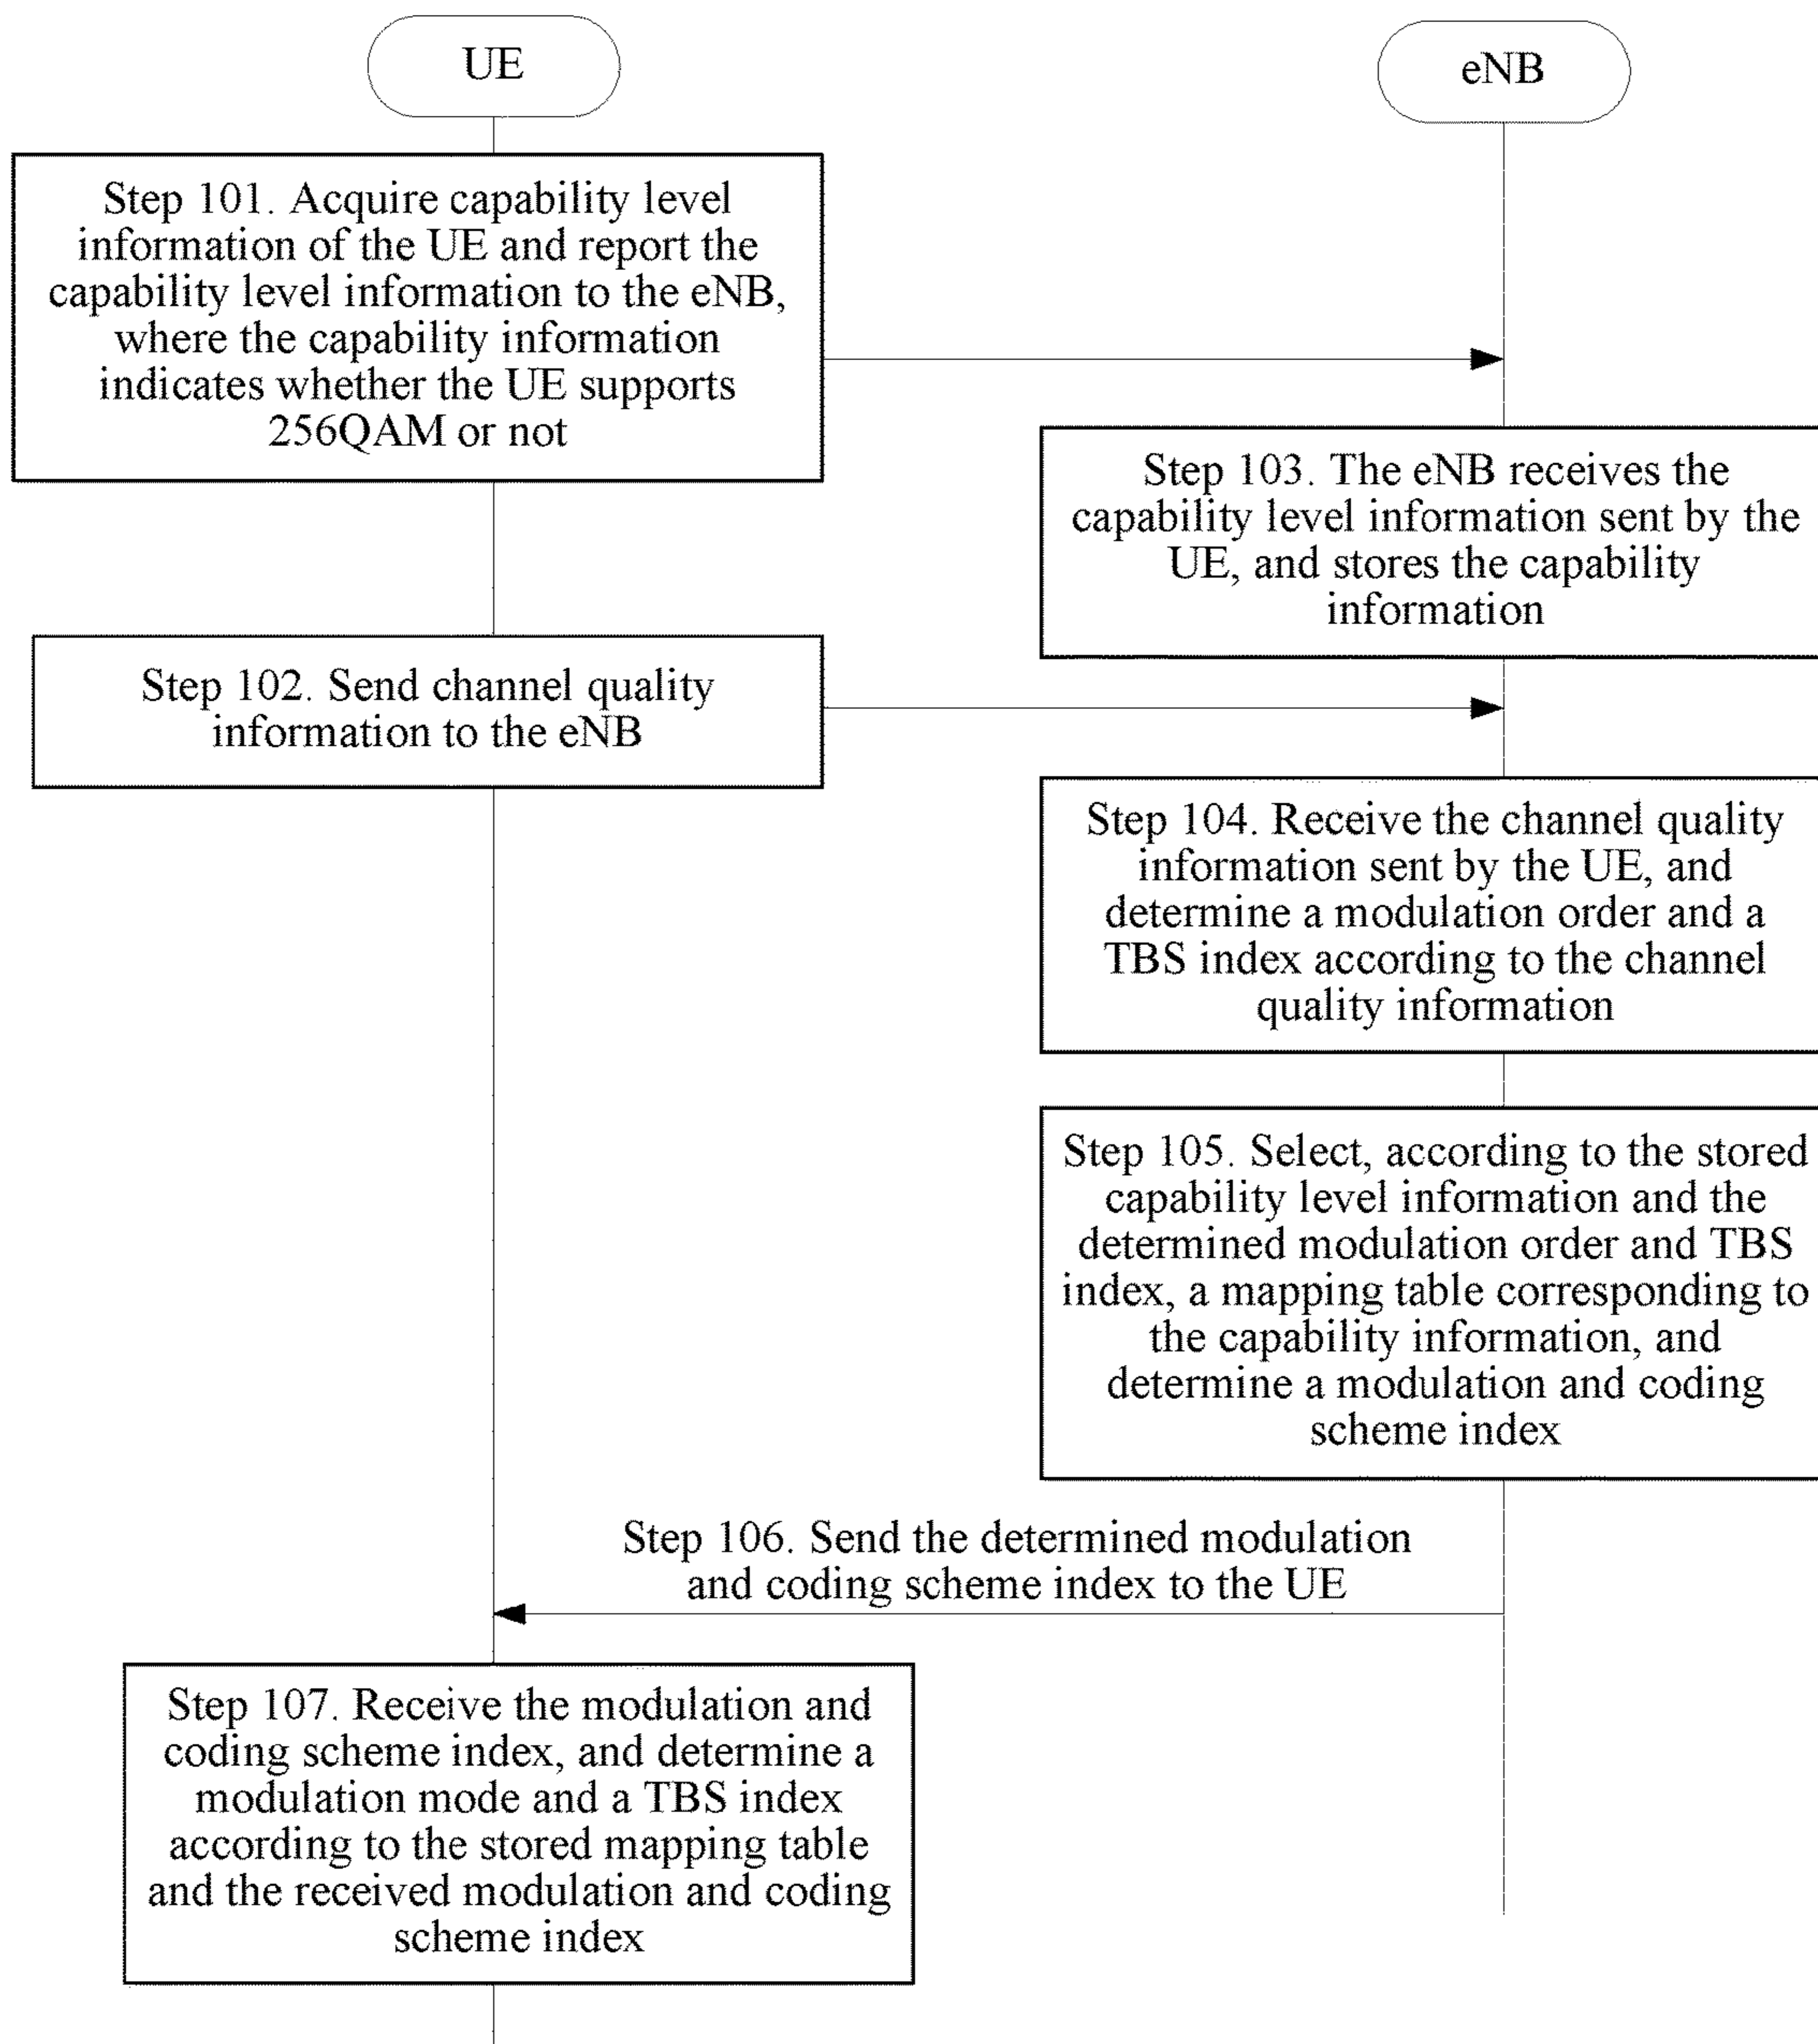 UE
eNB
Step 101. Acquire capability level
information of the UE and report the
capability level information to the eNB,
where the capability information
indicates whether the UE supports
256QAM or not
Step 103. The eNB receives the
capability level information sent by the
UE, and stores the capability
information
Step 102. Send channel quality
information to the eNB
Step 104. Receive the channel quality
information sent by the UE, and
determine a modulation order and a
TBS index according to the channel
quality information
Step 105. Select, according to the stored
capability level information and the
determined modulation order and TBS
index, a mapping table corresponding to
the capability information, and
determine a modulation and coding
scheme index
Step 106. Send the determined modulation
and coding scheme index to the UE
Step 107. Receive the modulation and
coding scheme index, and determine a
modulation mode and a TBS index
according to the stored mapping table
and the received modulation and coding
scheme index